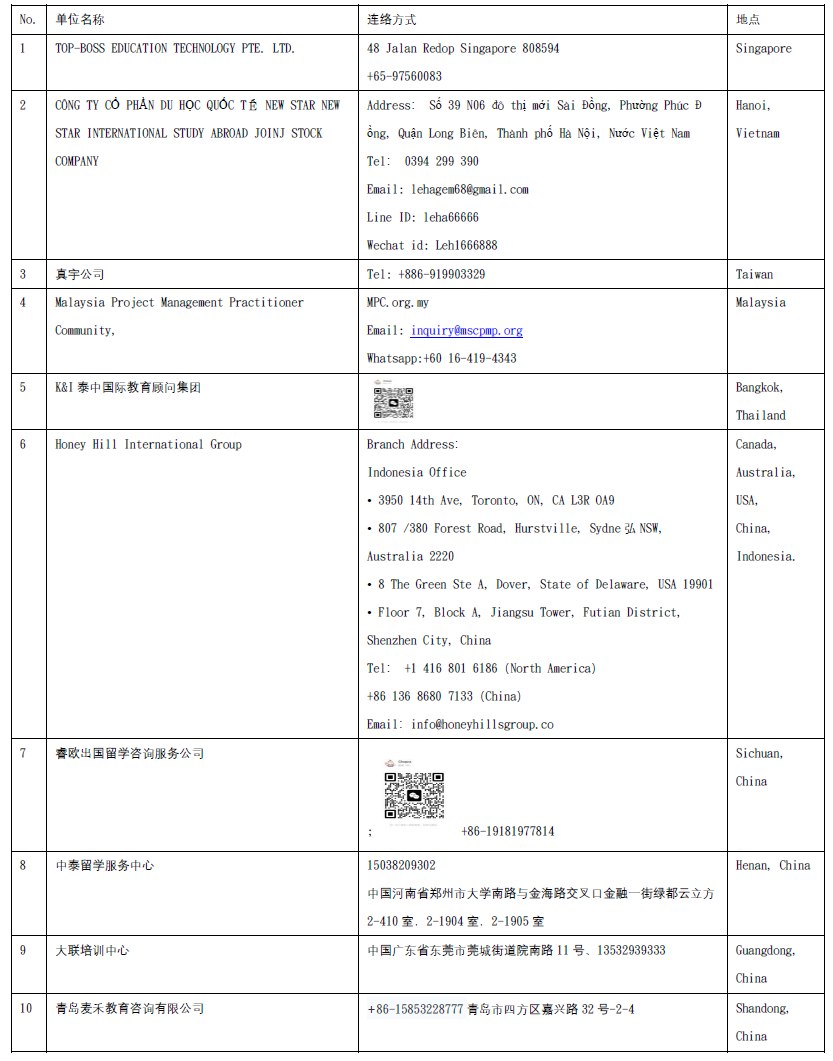 No. 单位名称 连络方式 地点
1 TOP-BOSS EDUCATION TECHNOLOGY PTE. LTD. 48 Jalan Redop Singapore 808594 Singapore
+65-97560083
2 CÔNG TY CỔ PHẦN DU HỌC QUỐC TẾ NEW STAR NEW Address: Số 39 N06 đô thị mới Sài Đồng, Phường Phúc Đ Hanoi,
STAR INTERNATIONAL STUDY ABROAD JOINJ STOCK ồng, Quận Long Biên, Thành phố Hà Nội, Nước Việt Nam Vietnam
COMPANY Tel: 0394 299 390
Email: lehagem68@gmail.com
Line ID: leha66666
Wechat id: Leh1666888
3 真宇公司 Tel: +886-919903329 Taiwan
4 Malaysia Project Management Practitioner MPC.org.my Malaysia
Community, Email: inquiry@mscpmp.org
Whatsapp:+60 16-419-4343
5 K&I 泰中国际教育顾问集团 Bangkok,
Thailand
6 Honey Hill International Group Branch Address: Canada,
Indonesia Office Australia,
• 3950 14th Ave, Toronto, ON, CA L3R OA9 USA,
• 807 /380 Forest Road, Hurstville, Sydne弘 NSW, China,
Australia 2220 Indonesia.
• 8 The Green Ste A, Dover, State of Delaware, USA 19901
• Floor 7, Block A, Jiangsu Tower, Futian District,
Shenzhen City, China
Tel: +1 416 801 6186 (North America)
+86 136 8680 7133 (China)
Email: info@honeyhillsgroup.co
7 睿欧出国留学咨询服务公司 Sichuan,
China
; +86-19181977814
8 中泰留学服务中心 15038209302 Henan, China
中国河南省郑州市大学南路与金海路交叉口金融一街绿都云立方
2-410 室．2-1904 室．2-1905 室
9 大联培训中心 中国广东省东莞市莞城街道院南路 11 号、13532939333 Guangdong,
China
10 青岛麦禾教育咨询有限公司 +86-15853228777 青岛市四方区嘉兴路 32 号-2-4 Shandong,
China